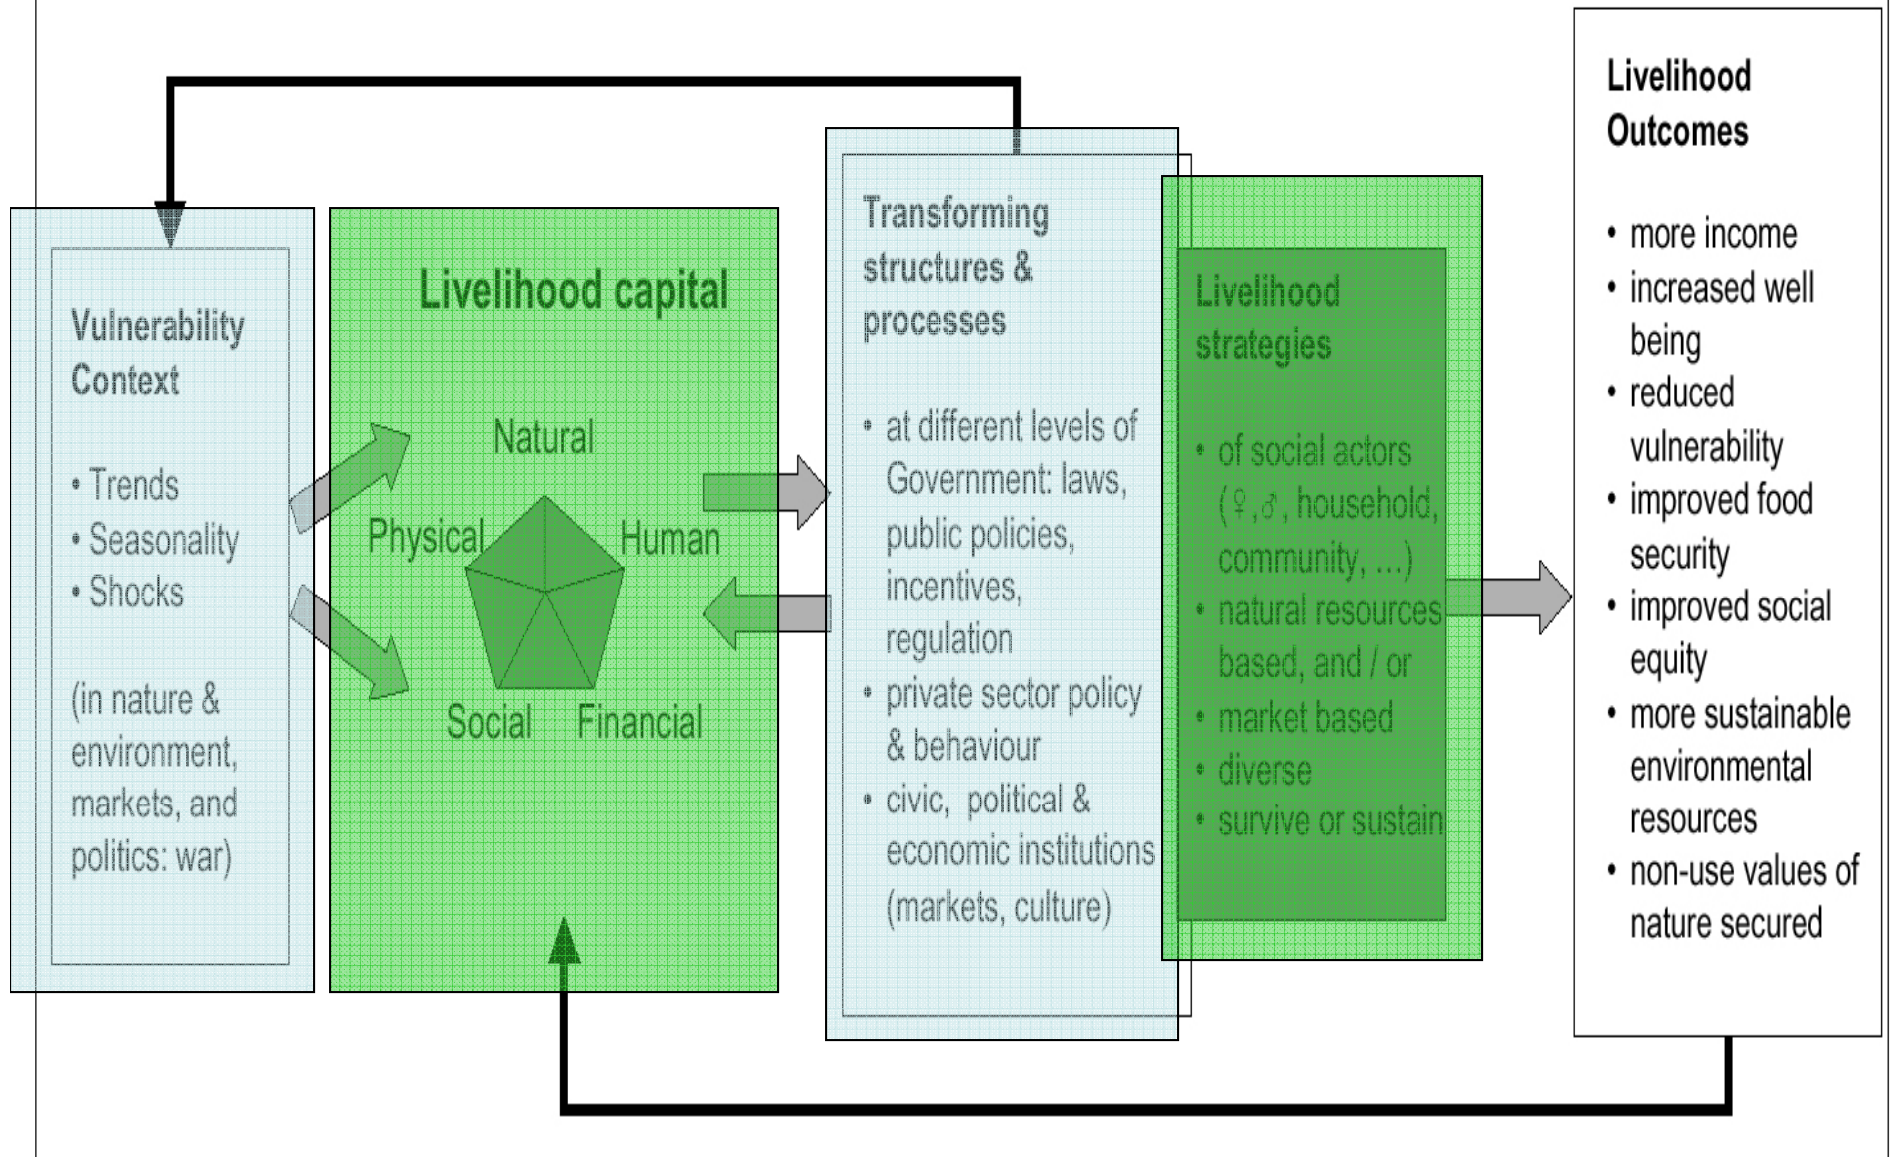 Vulnerability
Context
• Trends
• Seasonality
• Shocks
(in nature &
environment,
markets, and
politics: war)
Livelihood capital
Natural
Physical
Human
Social
Financial
Transforming
structures &
processes
• at different levels of
Government: laws,
public policies,
incentives,
regulation
• private sector policy
& behaviour
• civic, political &
economic institutions
(markets, culture)
Livelihood
strategies
• of social actors
(♀,♂, household,
community, ...)
• natural resources
based, and / or
• market based
• diverse
• survive or sustain
Livelihood
Outcomes
• more income
• increased well
being
• reduced
vulnerability
• improved food
security
• improved social
equity
• more sustainable
environmental
resources
• non-use values of
nature secured